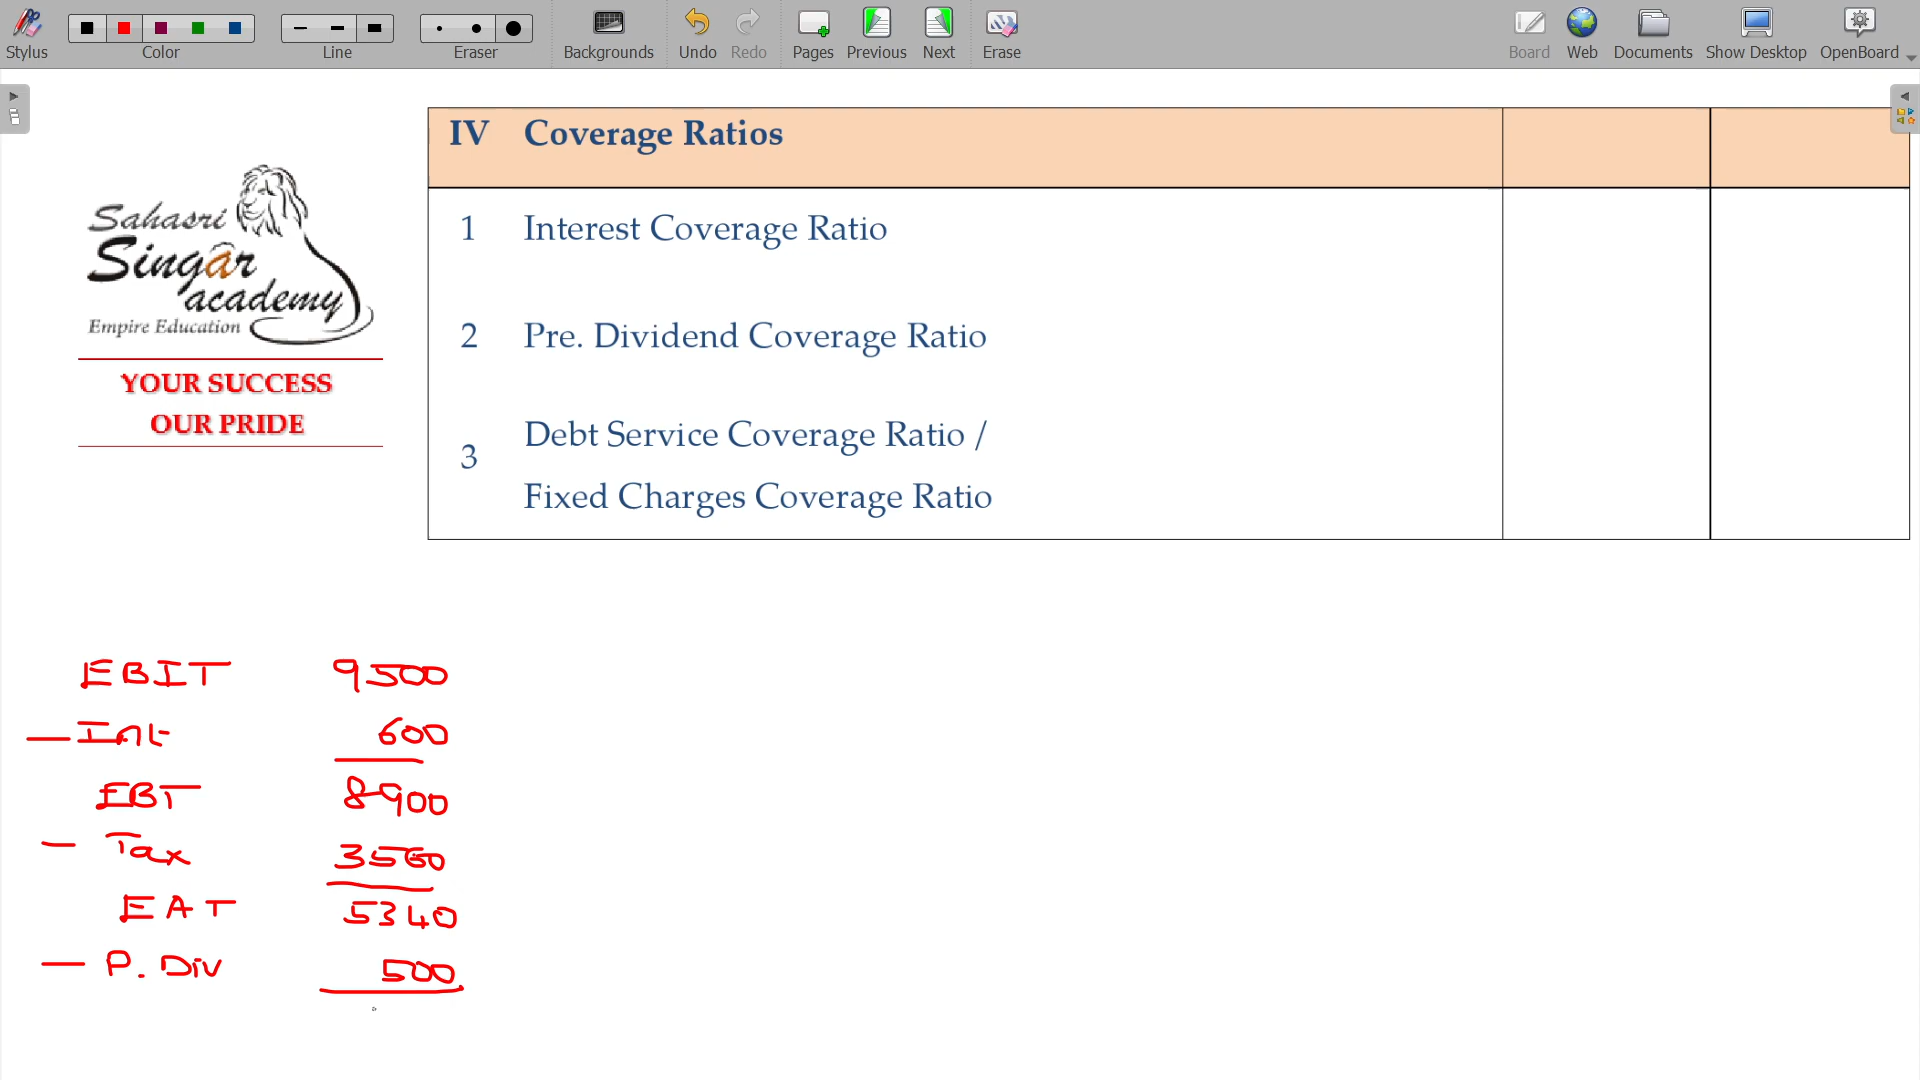 Stylus
Color
Line
Eraser
Backgrounds
Undo
Redo
Pages
Previous
Next
Erase
Board
Web
Documents
Show Desktop
OpenBoard
Sahasri
Singar
academy
Empire Education
YOUR SUCCESS
OUR PRIDE
IV Coverage Ratios
1 Interest Coverage Ratio
2 Pre. Dividend Coverage Ratio
3 Debt Service Coverage Ratio /
Fixed Charges Coverage Ratio
EBIT 9500
— Int 600
EBT 8900
— Tax 3560
EAT 5340
— P. Div 500